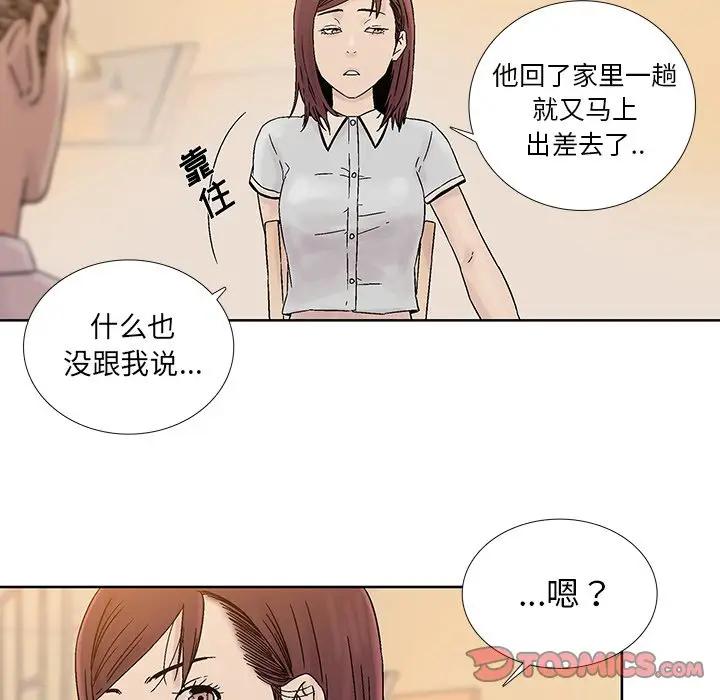 他回了家里一趟
就又马上
出差去了..
靠
住
什么也
没跟我说...
...嗯？
TOOMICS.COM